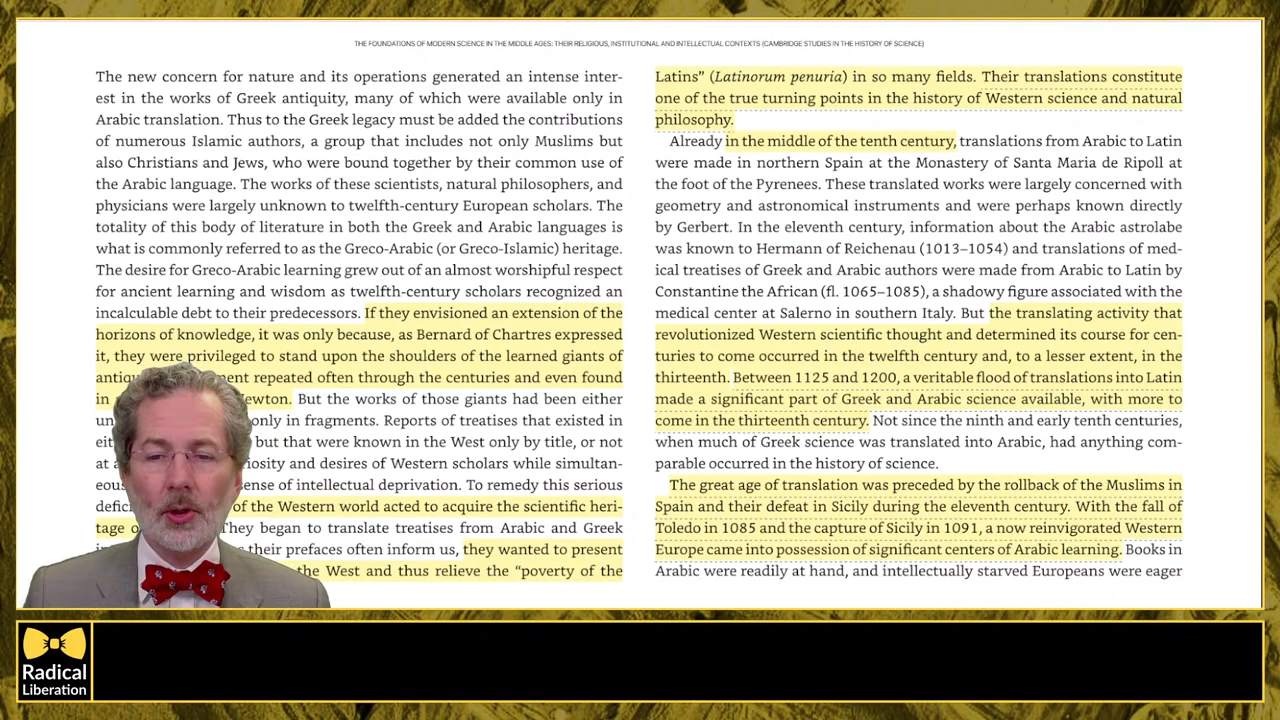 THE FOUNDATIONS OF MODERN SCIENCE IN THE MIDDLE AGES: THEIR RELIGIOUS, INSTITUTIONAL AND INTELLECTUAL CONTEXTS (CAMBRIDGE STUDIES IN THE HISTORY OF SCIENCE)
The new concern for nature and its operations generated an intense inter-
est in the works of Greek antiquity, many of which were available only in
Arabic translation. Thus to the Greek legacy must be added the contributions
of numerous Islamic authors, a group that includes not only Muslims but
also Christians and Jews, who were bound together by their common use of
the Arabic language. The works of these scientists, natural philosophers, and
physicians were largely unknown to twelfth-century European scholars. The
totality of this body of literature in both the Greek and Arabic languages is
what is commonly referred to as the Greco-Arabic (or Greco-Islamic) heritage.
The desire for Greco-Arabic learning grew out of an almost worshipful respect
for ancient learning and wisdom as twelfth-century scholars recognized an
incalculable debt to their predecessors. If they envisioned an extension of the
horizons of knowledge, it was only because, as Bernard of Chartres expressed
it, they were privileged to stand upon the shoulders of the learned giants of
repeated often through the centuries and even found
in
But the works of those giants had been either
only in fragments. Reports of treatises that existed in
but that were known in the West only by title, or not
at and desires of Western scholars while simultan-
of intellectual deprivation. To remedy this serious
of the Western world acted to acquire the scientific heri-
tage They began to translate treatises from Arabic and Greek
their prefaces often inform us, they wanted to present
the West and thus relieve the “poverty of the
Latins” (Latinorum penuria) in so many fields. Their translations constitute
one of the true turning points in the history of Western science and natural
philosophy.
Already in the middle of the tenth century, translations from Arabic to Latin
were made in northern Spain at the Monastery of Santa Maria de Ripoll at
the foot of the Pyrenees. These translated works were largely concerned with
geometry and astronomical instruments and were perhaps known directly
by Gerbert. In the eleventh century, information about the Arabic astrolabe
was known to Hermann of Reichenau (1013–1054) and translations of med-
ical treatises of Greek and Arabic authors were made from Arabic to Latin by
Constantine the African (fl. 1065–1085), a shadowy figure associated with the
medical center at Salerno in southern Italy. But the translating activity that
revolutionized Western scientific thought and determined its course for cen-
turies to come occurred in the twelfth century and, to a lesser extent, in the
thirteenth. Between 1125 and 1200, a veritable flood of translations into Latin
made a significant part of Greek and Arabic science available, with more to
come in the thirteenth century. Not since the ninth and early tenth centuries,
when much of Greek science was translated into Arabic, had anything com-
parable occurred in the history of science.
The great age of translation was preceded by the rollback of the Muslims in
Spain and their defeat in Sicily during the eleventh century. With the fall of
Toledo in 1085 and the capture of Sicily in 1091, a now reinvigorated Western
Europe came into possession of significant centers of Arabic learning. Books in
Arabic were readily at hand, and intellectually starved Europeans were eager
Radical
Liberation